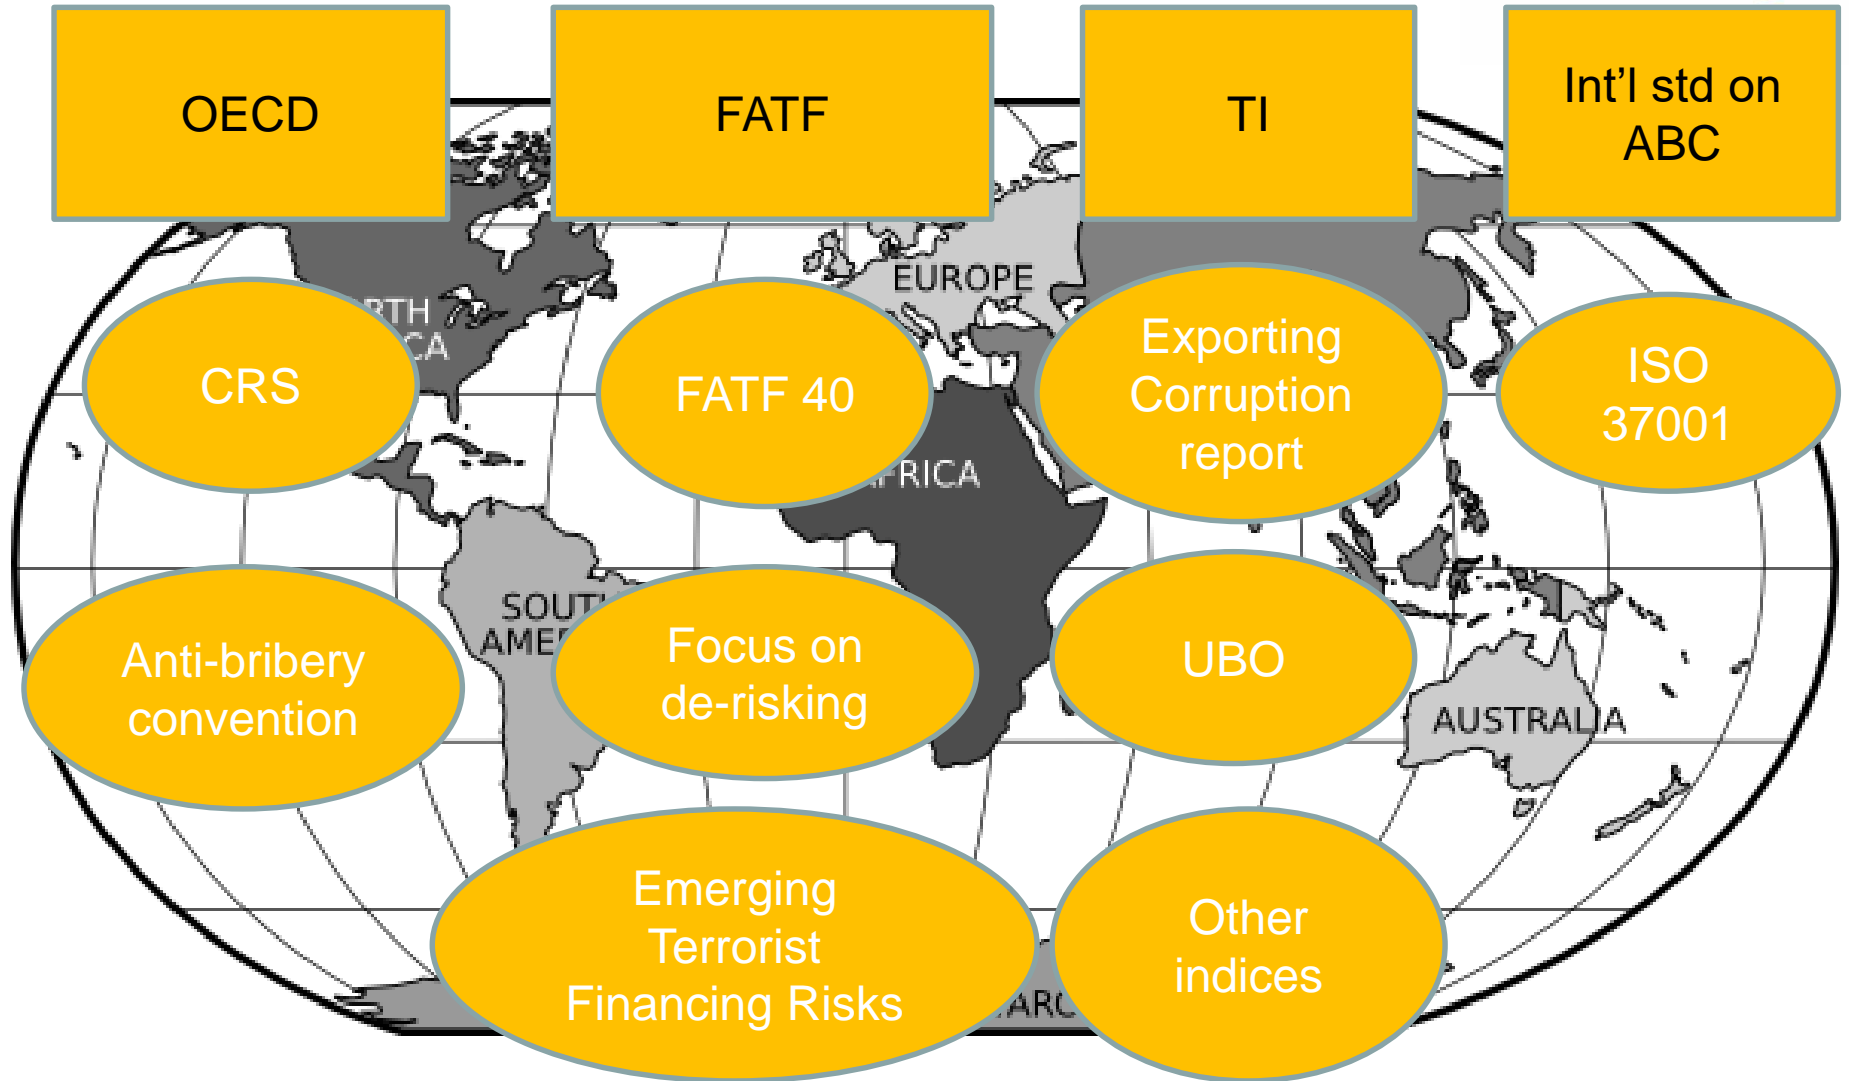 OECD
FATF
TI
Int'l std on
ABC
EUROPE
CRS
FATF 40
Exporting
Corruption
report
ISO
37001
Anti-bribery
convention
Focus on
de-risking
UBO
AUSTRALIA
Emerging
Terrorist
Financing Risks
Other
indices